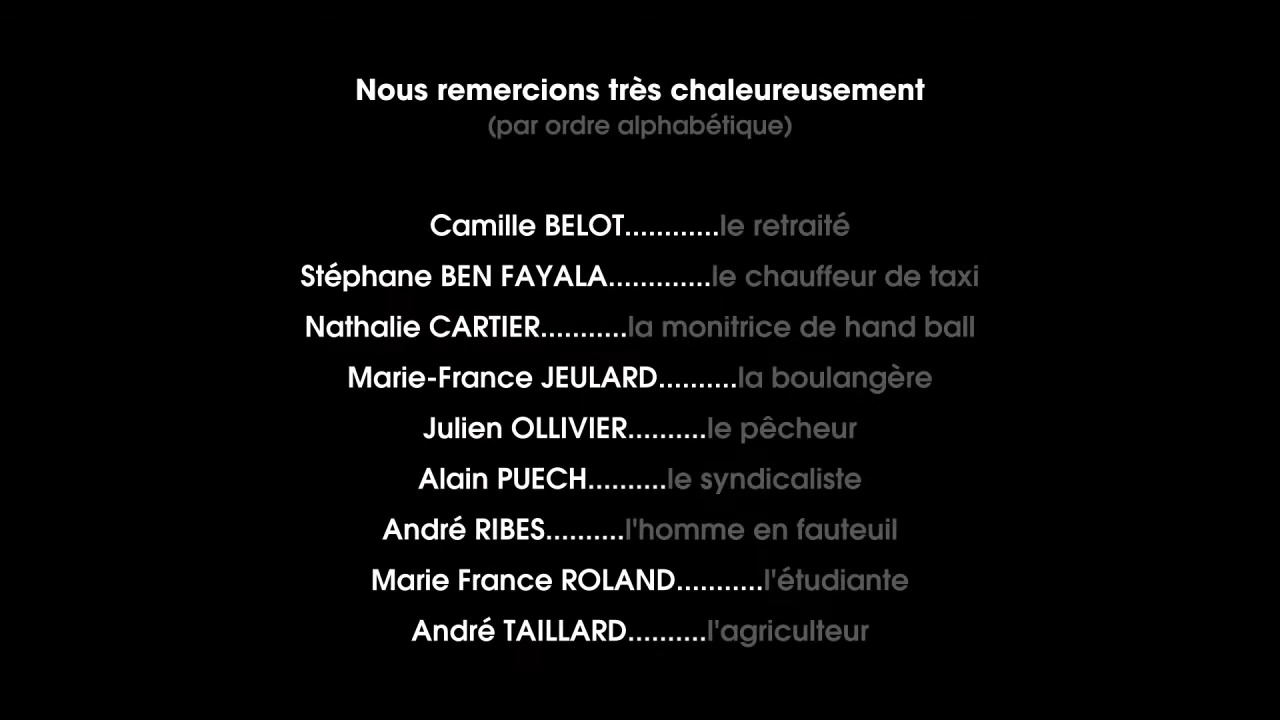 Nous remercions très chaleureusement
(par ordre alphabétique)
Camille BELOT............le retraité
Stéphane BEN FAYALA.............le chauffeur de taxi
Nathalie CARTIER...........la monitrice de hand ball
Marie-France JEULARD..........la boulangère
Julien OLLIVIER..........le pêcheur
Alain PUECH..........le syndicaliste
André RIBES..........l'homme en fauteuil
Marie France ROLAND...........l'étudiante
André TAILLARD..........l'agriculteur